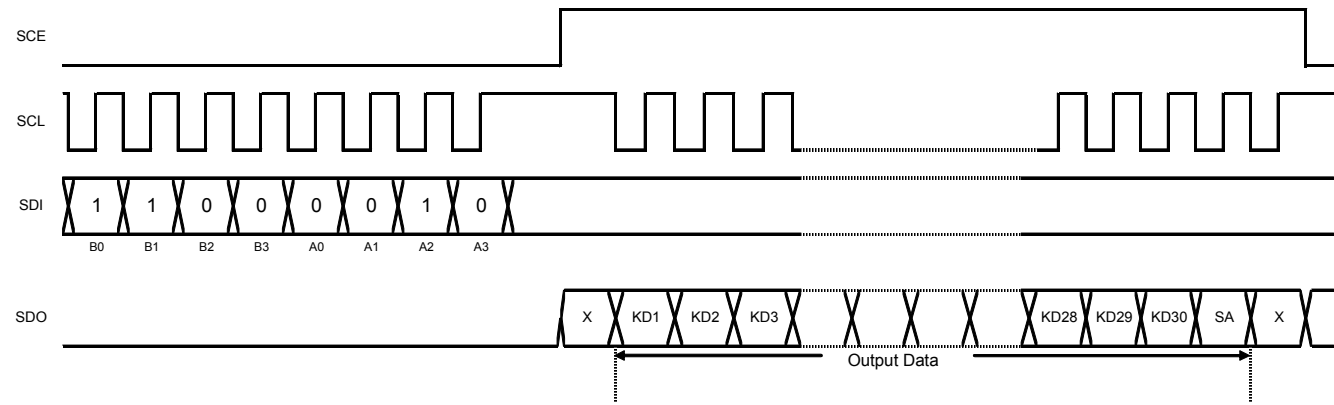 SCE
SCL
SDI 1 1 0 0 0 0 1 0
B0 B1 B2 B3 A0 A1 A2 A3
SDO X KD1 KD2 KD3 KD28 KD29 KD30 SA X
Output Data